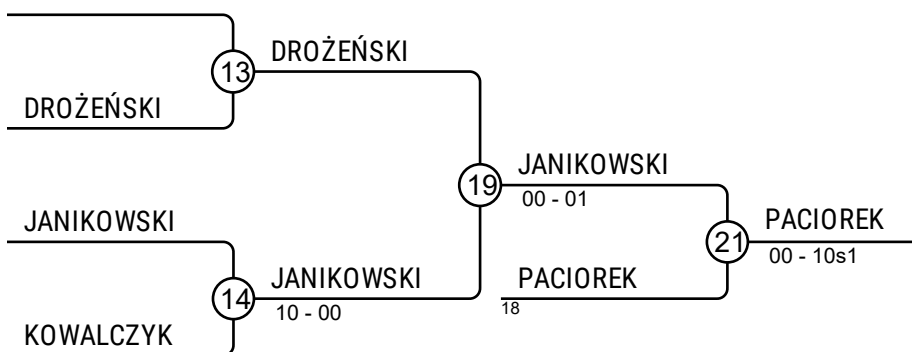 DROŻEŃSKI
13
DROŻEŃSKI
JANIKOWSKI
19
00 - 01
JANIKOWSKI
PACIOREK
21
00 - 10s1
JANIKOWSKI
14
10 - 00
PACIOREK
18
KOWALCZYK